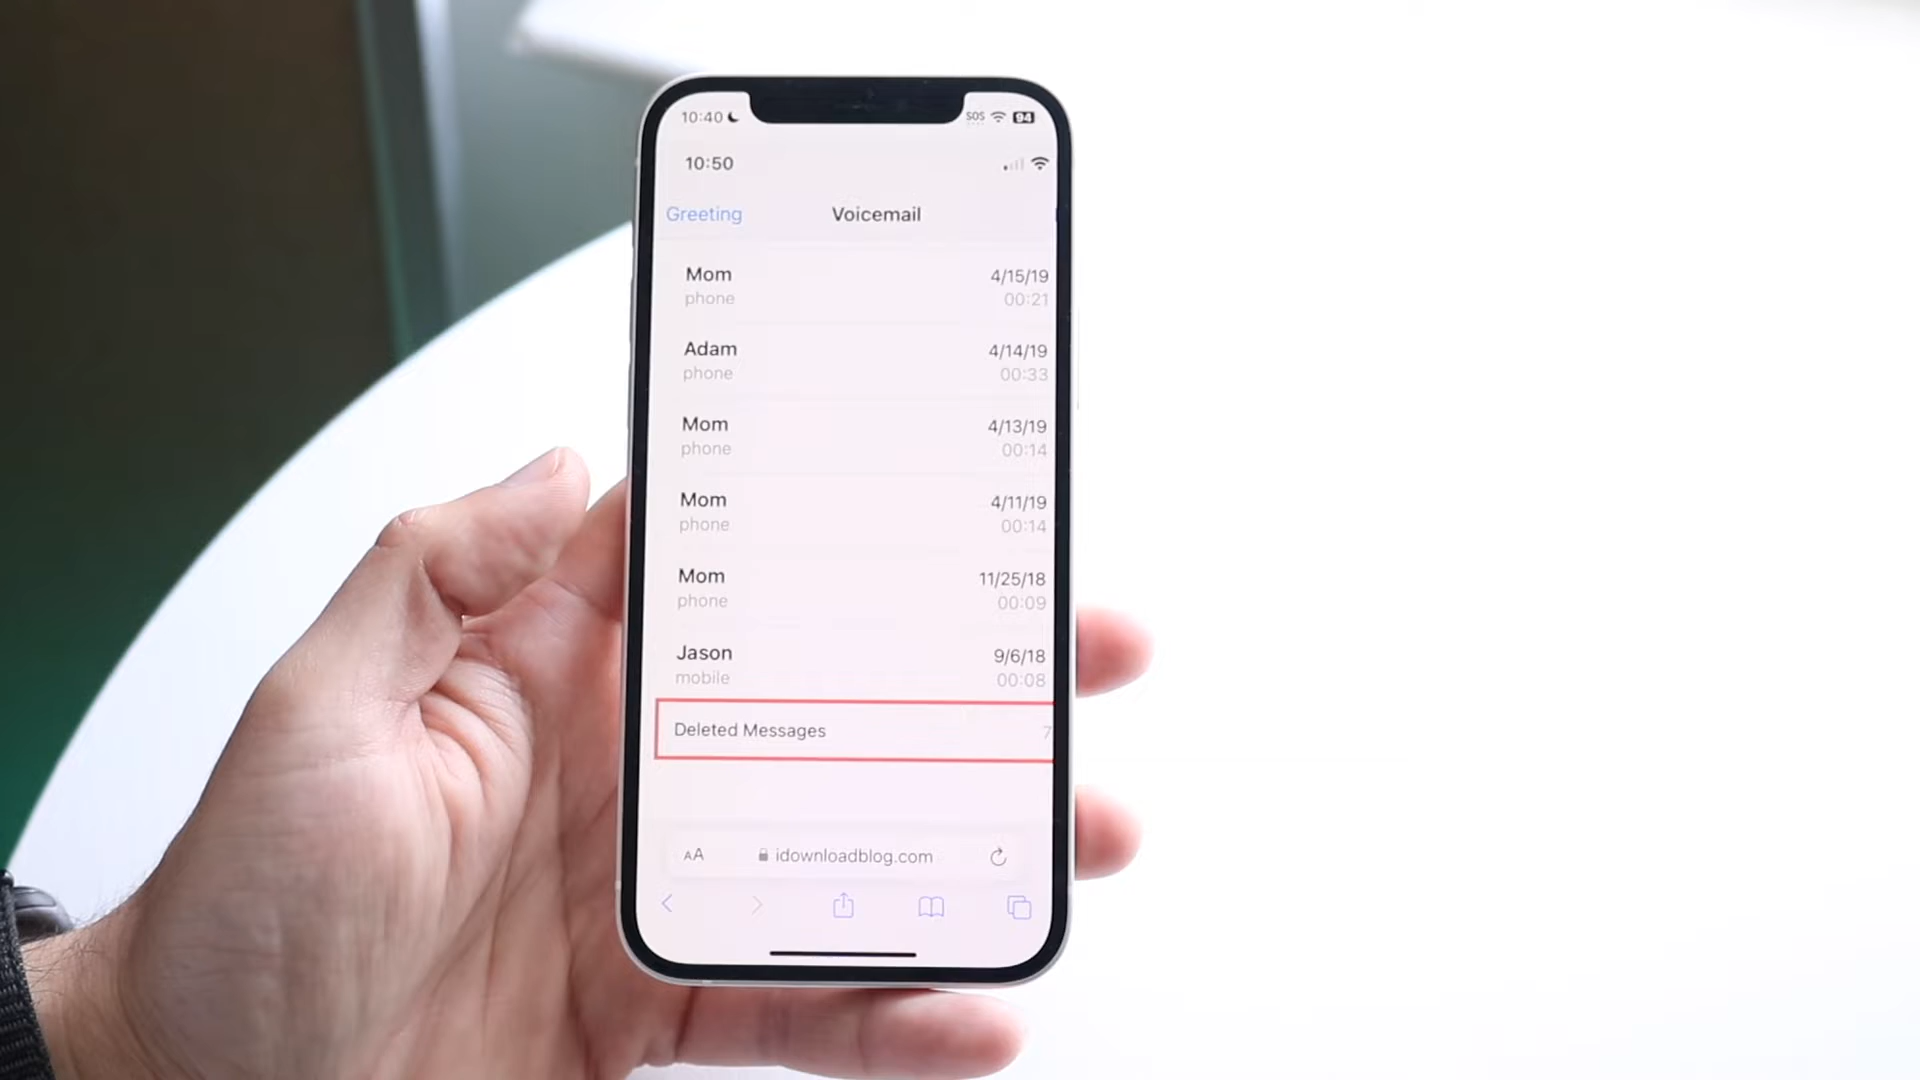 10:40 SOS 94
10:50
Greeting Voicemail
Mom 4/15/19
phone 00:21
Adam 4/14/19
phone 00:33
Mom 4/13/19
phone 00:14
Mom 4/11/19
phone 00:14
Mom 11/25/18
phone 00:09
Jason 9/6/18
mobile 00:08
Deleted Messages 7
AA idownloadblog.com